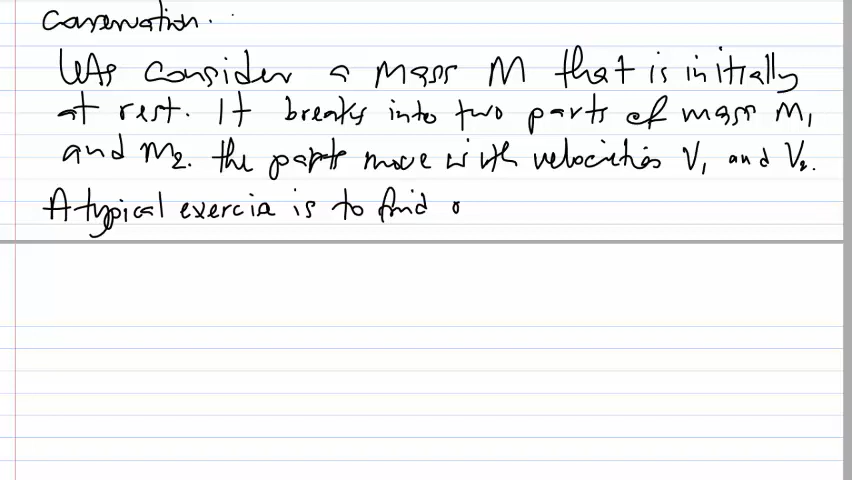 conservation.
Let's consider a mass M that is initially
at rest. It breaks into two parts of mass M₁
and m₂. the parts move with velocities V₁ and V₂.
A typical exercise is to find